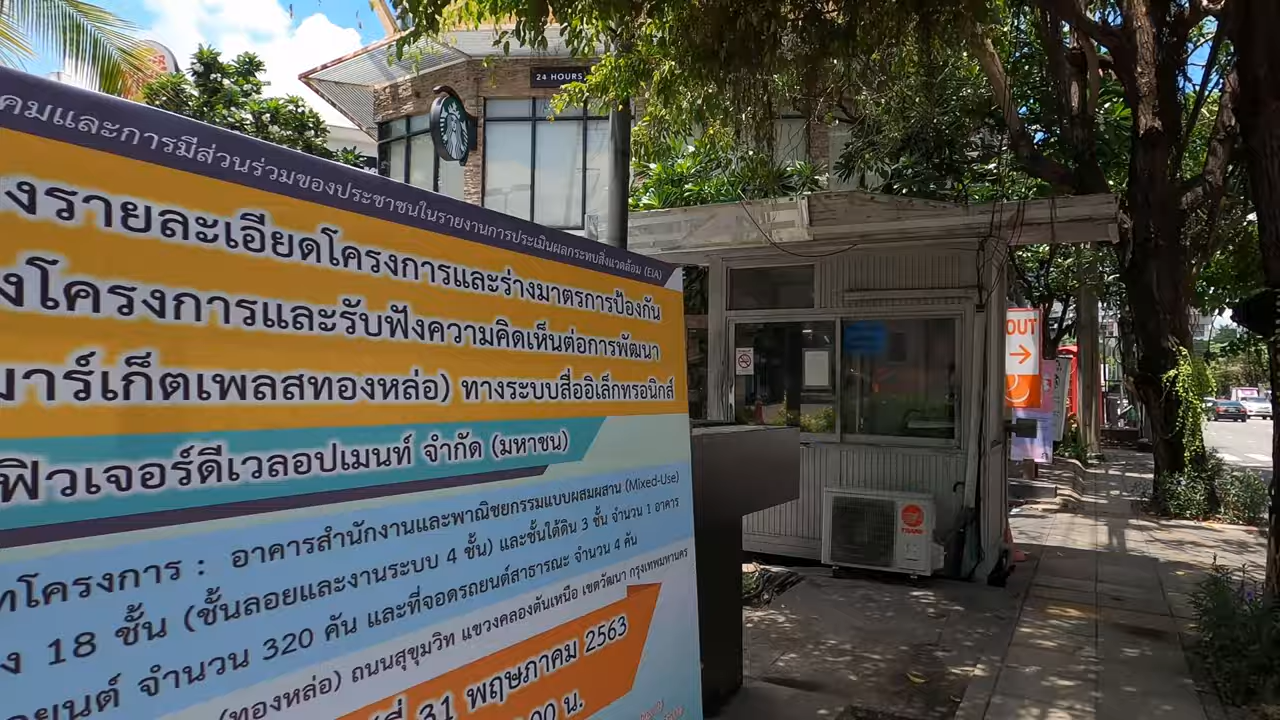 24 HOURS
คมและการมีส่วนร่วมของประชาชนในรายงานการประเมินผลกระทบสิ่งแวดล้อม (EIA)
งรายละเอียดโครงการและร่างมาตรการป้องกัน
งโครงการและรับฟังความคิดเห็นต่อการพัฒนา
มาร์เก็ตเพลสทองหล่อ) ทางระบบสื่ออิเล็กทรอนิกส์
ฟิวเจอร์ดีเวลอปเมนท์ จำกัด (มหาชน)
ทโครงการ : อาคารสำนักงานและพาณิชยกรรมแบบผสมผสาน (Mixed-Use)
ง 18 ชั้น (ชั้นลอยและงานระบบ 4 ชั้น) และชั้นใต้ดิน 3 ชั้น จำนวน 1 อาคาร
ถยนต์ จำนวน 320 คัน และที่จอดรถยนต์สาธารณะ จำนวน 4 คัน
(ทองหล่อ) ถนนสุขุมวิท แขวงคลองตันเหนือ เขตวัฒนา กรุงเทพมหานคร
ที่ 31 พฤษภาคม 2563
00 น.
OUT
TRANE